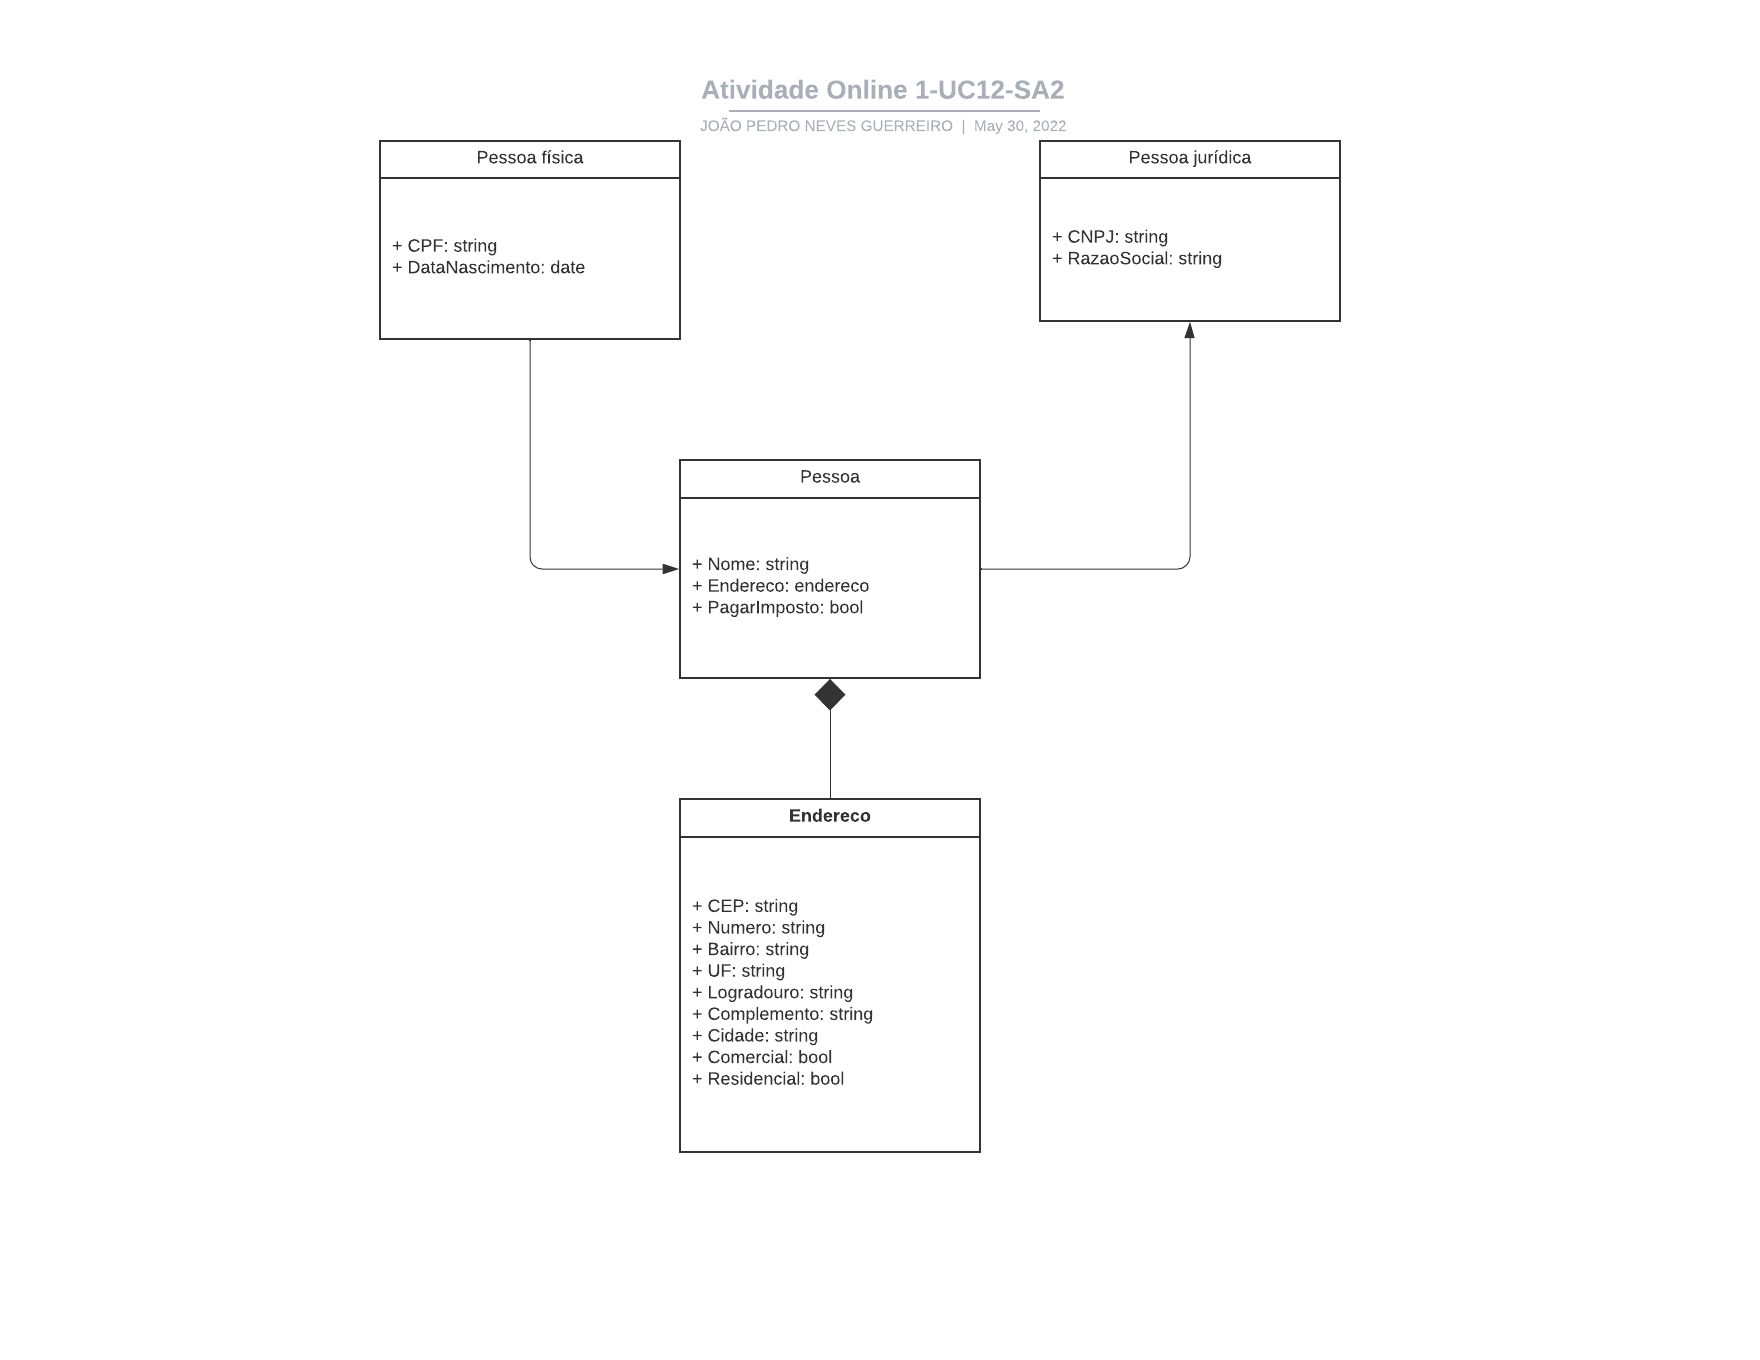 Atividade Online 1-UC12-SA2
JOÃO PEDRO NEVES GUERREIRO | May 30, 2022
Pessoa física
+ CPF: string
+ DataNascimento: date
Pessoa jurídica
+ CNPJ: string
+ RazaoSocial: string
Pessoa
+ Nome: string
+ Endereco: endereco
+ PagarImposto: bool
Endereco
+ CEP: string
+ Numero: string
+ Bairro: string
+ UF: string
+ Logradouro: string
+ Complemento: string
+ Cidade: string
+ Comercial: bool
+ Residencial: bool